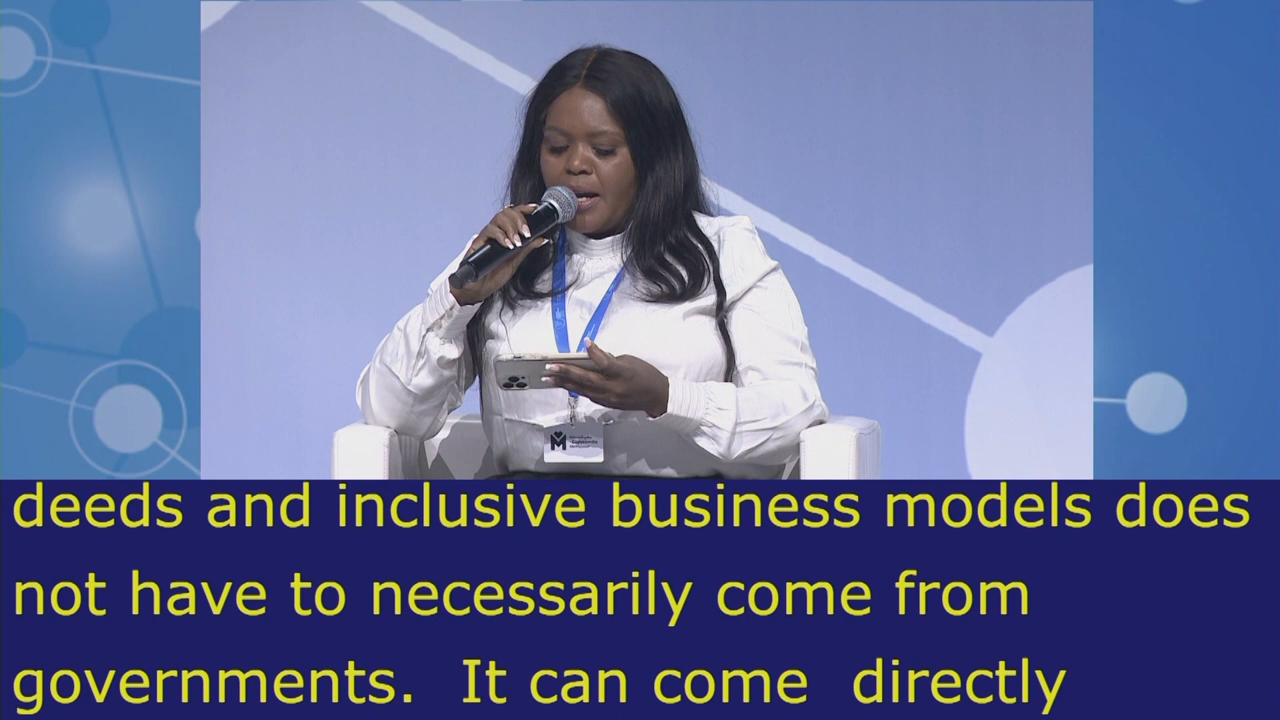 deeds and inclusive business models does
not have to necessarily come from
governments.  It can come  directly